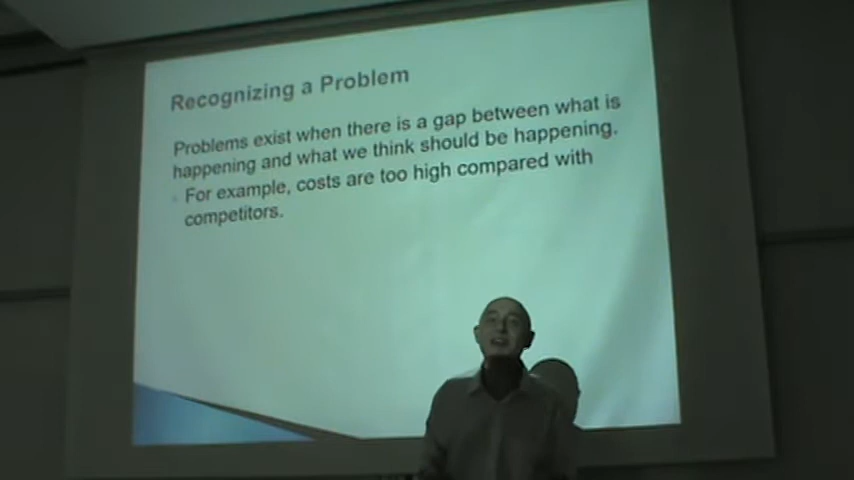 Recognizing a Problem
Problems exist when there is a gap between what is
happening and what we think should be happening.
For example, costs are too high compared with
competitors.